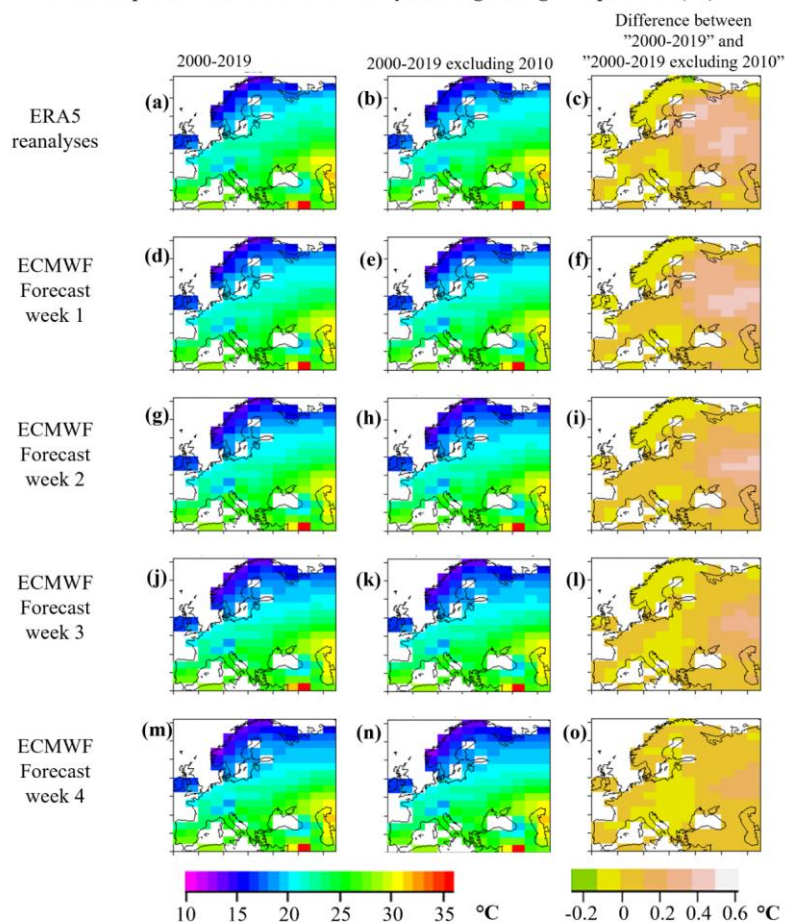 Difference between
2000-2019
2000-2019 excluding 2010
"2000-2019" and
"2000-2019 excluding 2010"
ERA5
reanalyses
(a)
(b)
(c)
ECMWF
Forecast
week 1
(d)
(e)
(f)
ECMWF
Forecast
week 2
(g)
(h)
(i)
ECMWF
Forecast
week 3
(j)
(k)
(l)
ECMWF
Forecast
week 4
(m)
(n)
(o)
10 15 20 25 30 35 °C
-0.2 0 0.2 0.4 0.6 °C